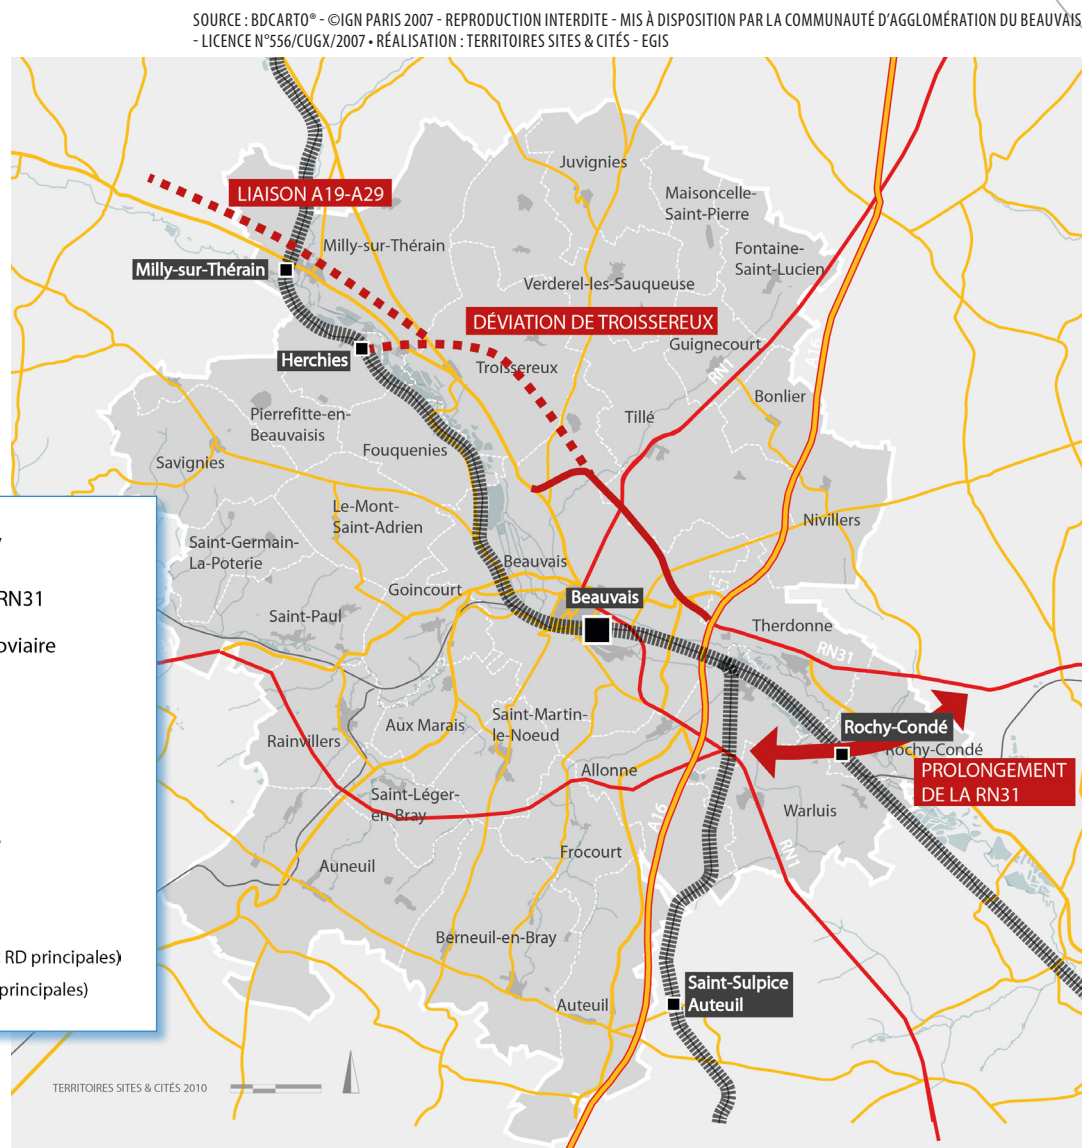 SOURCE : BDCARTO® - ©IGN PARIS 2007 - REPRODUCTION INTERDITE - MIS À DISPOSITION PAR LA COMMUNAUTÉ D’AGGLOMÉRATION DU BEAUVAIS
- LICENCE N°556/CUGX/2007 • RÉALISATION : TERRITOIRES SITES & CITÉS - EGIS
Juvignies
LIAISON A19-A29
Maisoncelle-
Saint-Pierre
Milly-sur-Thérain
Fontaine-
Saint-Lucien
Milly-sur-Thérain
Verderel-les-Sauqueuse
DÉVIATION DE TROISSEREUX
Guignecourt
A16
Herchies
Troissereux
RN1
Bonlier
Pierrefitte-en-
Beauvaisis
Tillé
Fouquenies
Savignies
Le-Mont-
Saint-Adrien
Nivillers
Saint-Germain-
La-Poterie
Beauvais
RN31
Goincourt
Beauvais
Saint-Paul
Therdonne
oviaire
RN31
Saint-Martin-
le-Noeud
Aux Marais
Rainvillers
Rochy-Condé
Rochy-Condé
Allonne
PROLONGEMENT
DE LA RN31
Saint-Léger-
en-Bray
Warluis
A16
RN1
Frocourt
Auneuil
Berneuil-en-Bray
RD principales)
principales)
Saint-Sulpice
Auteuil
Auteuil
TERRITOIRES SITES & CITÉS 2010